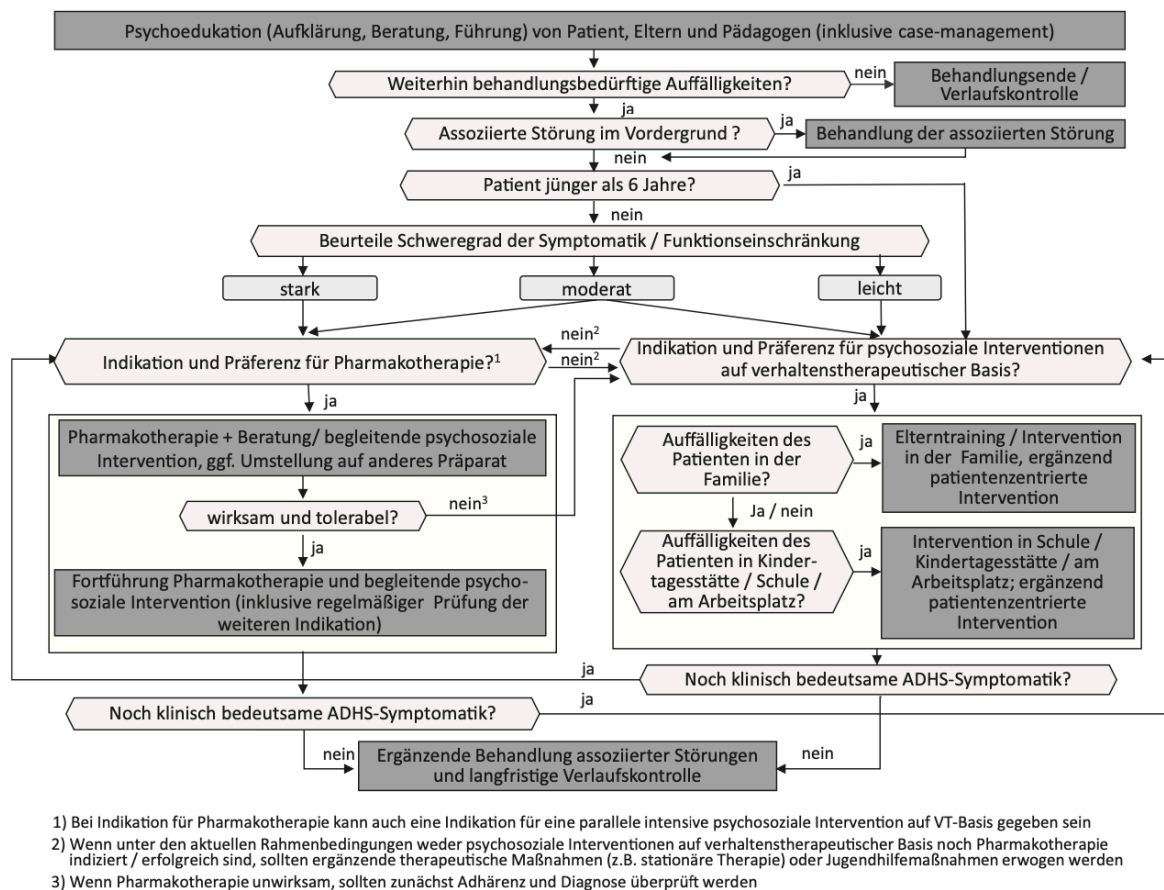 Psychoedukation (Aufklärung, Beratung, Führung) von Patient, Eltern und Pädagogen (inklusive case-management)
Weiterhin behandlungsbedürftige Auffälligkeiten?
nein
Behandlungsende /
Verlaufskontrolle
ja
Assoziierte Störung im Vordergrund ?
ja
Behandlung der assoziierten Störung
nein
Patient jünger als 6 Jahre?
ja
nein
Beurteile Schweregrad der Symptomatik / Funktionseinschränkung
stark
moderat
leicht
Indikation und Präferenz für Pharmakotherapie?¹
nein²
nein²
Indikation und Präferenz für psychosoziale Interventionen
auf verhaltenstherapeutischer Basis?
ja
ja
Pharmakotherapie + Beratung/ begleitende psychosoziale
Intervention, ggf. Umstellung auf anderes Präparat
wirksam und tolerabel?
nein³
ja
Fortführung Pharmakotherapie und begleitende psycho-
soziale Intervention (inklusive regelmäßiger Prüfung der
weiteren Indikation)
Auffälligkeiten des
Patienten in der
Familie?
ja
Elterntraining / Intervention
in der Familie, ergänzend
patientenzentrierte
Intervention
Ja / nein
Auffälligkeiten des
Patienten in Kinder-
tagesstätte / Schule /
am Arbeitsplatz?
ja
Intervention in Schule /
Kindertagesstätte / am
Arbeitsplatz; ergänzend
patientenzentrierte
Intervention
ja
Noch klinisch bedeutsame ADHS-Symptomatik?
Noch klinisch bedeutsame ADHS-Symptomatik?
ja
nein
Ergänzende Behandlung assoziierter Störungen
und langfristige Verlaufskontrolle
nein
1) Bei Indikation für Pharmakotherapie kann auch eine Indikation für eine parallele intensive psychosoziale Intervention auf VT-Basis gegeben sein
2) Wenn unter den aktuellen Rahmenbedingungen weder psychosoziale Interventionen auf verhaltenstherapeutischer Basis noch Pharmakotherapie
indiziert / erfolgreich sind, sollten ergänzende therapeutische Maßnahmen (z.B. stationäre Therapie) oder Jugendhilfemaßnahmen erwogen werden
3) Wenn Pharmakotherapie unwirksam, sollten zunächst Adhärenz und Diagnose überprüft werden